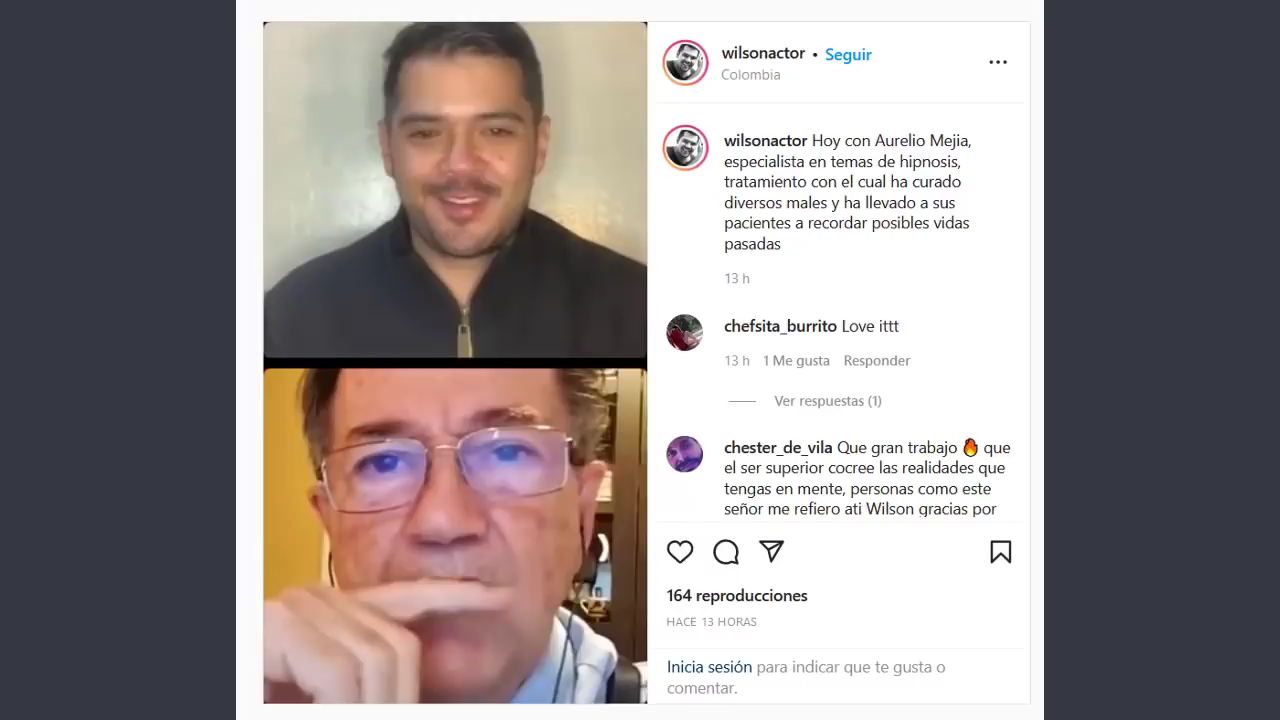 wilsonactor • Seguir
Colombia
wilsonactor Hoy con Aurelio Mejia,
especialista en temas de hipnosis,
tratamiento con el cual ha curado
diversos males y ha llevado a sus
pacientes a recordar posibles vidas
pasadas
13 h
chefsita_burrito Love ittt
13 h 1 Me gusta Responder
Ver respuestas (1)
chester_de_vila Que gran trabajo 🔥 que
el ser superior cocree las realidades que
tengas en mente, personas como este
señor me refiero ati Wilson gracias por
164 reproducciones
HACE 13 HORAS
Inicia sesión para indicar que te gusta o
comentar.